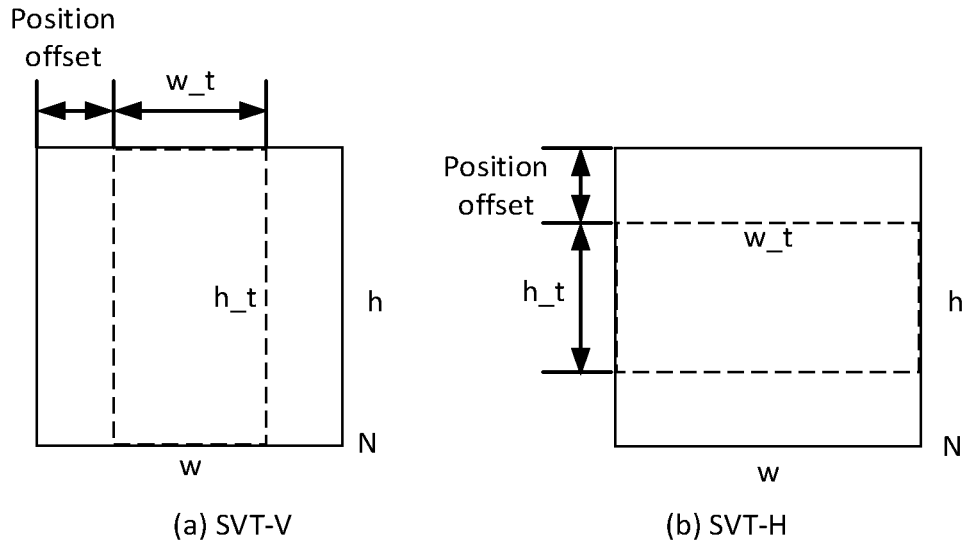 Position
offset
w_t
h_t
h
N
w
(a) SVT-V
Position
offset
w_t
h_t
h
N
w
(b) SVT-H